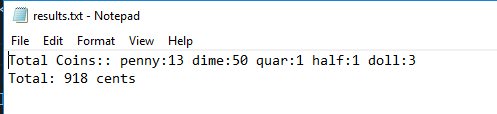 results.txt - Notepad
File Edit Format View Help
Total Coins:: penny:13 dime:50 quar:1 half:1 doll:3
Total: 918 cents